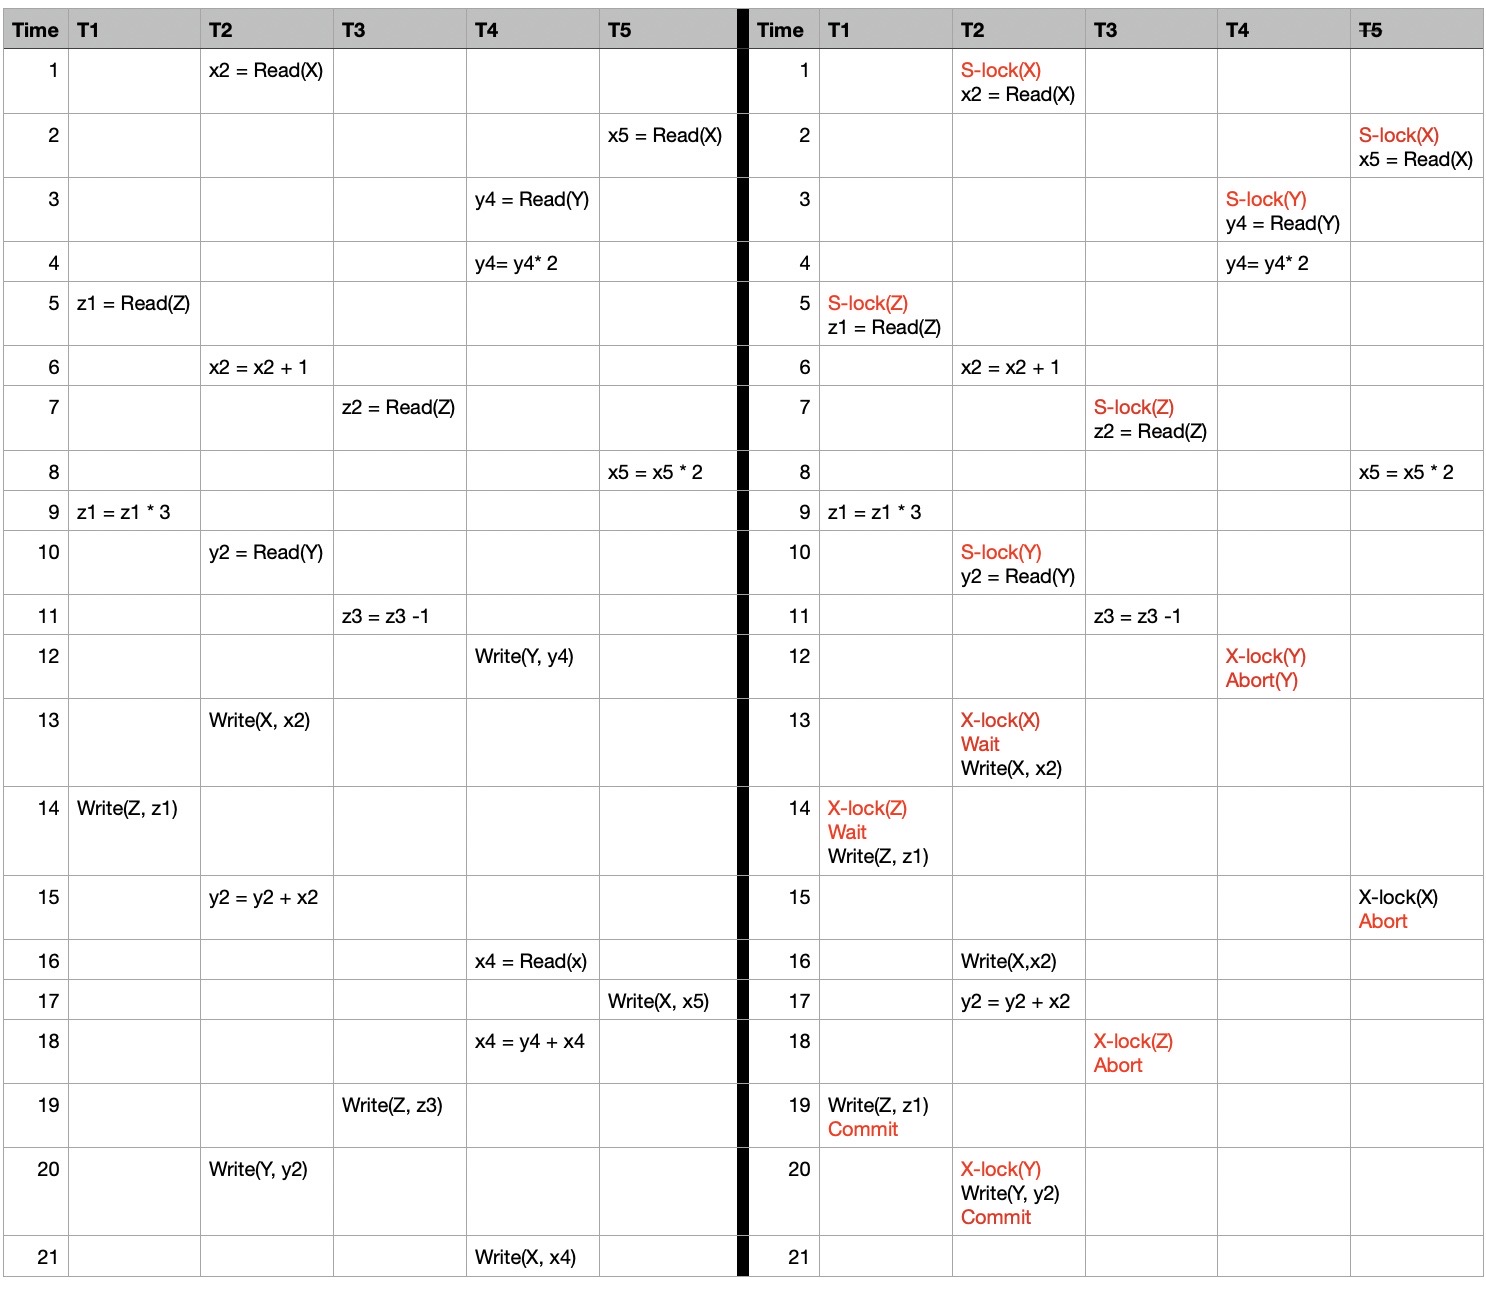 Time T1 T2 T3 T4 T5 Time T1 T2 T3 T4 T5
1 x2 = Read(X) 1 S-lock(X)
x2 = Read(X)
2 x5 = Read(X) 2 S-lock(X)
x5 = Read(X)
3 y4 = Read(Y) 3 S-lock(Y)
y4 = Read(Y)
4 y4= y4* 2 4 y4= y4* 2
5 z1 = Read(Z) 5 S-lock(Z)
z1 = Read(Z)
6 x2 = x2 + 1 6 x2 = x2 + 1
7 z2 = Read(Z) 7 S-lock(Z)
z2 = Read(Z)
8 x5 = x5 * 2 8 x5 = x5 * 2
9 z1 = z1 * 3 9 z1 = z1 * 3
10 y2 = Read(Y) 10 S-lock(Y)
y2 = Read(Y)
11 z3 = z3 -1 11 z3 = z3 -1
12 Write(Y, y4) 12 X-lock(Y)
Abort(Y)
13 Write(X, x2) 13 X-lock(X)
Wait
Write(X, x2)
14 Write(Z, z1) 14 X-lock(Z)
Wait
Write(Z, z1)
15 y2 = y2 + x2 15 X-lock(X)
Abort
16 x4 = Read(x) 16 Write(X,x2)
17 Write(X, x5) 17 y2 = y2 + x2
18 x4 = y4 + x4 18 X-lock(Z)
Abort
19 Write(Z, z3) 19 Write(Z, z1)
Commit
20 Write(Y, y2) 20 X-lock(Y)
Write(Y, y2)
Commit
21 Write(X, x4) 21